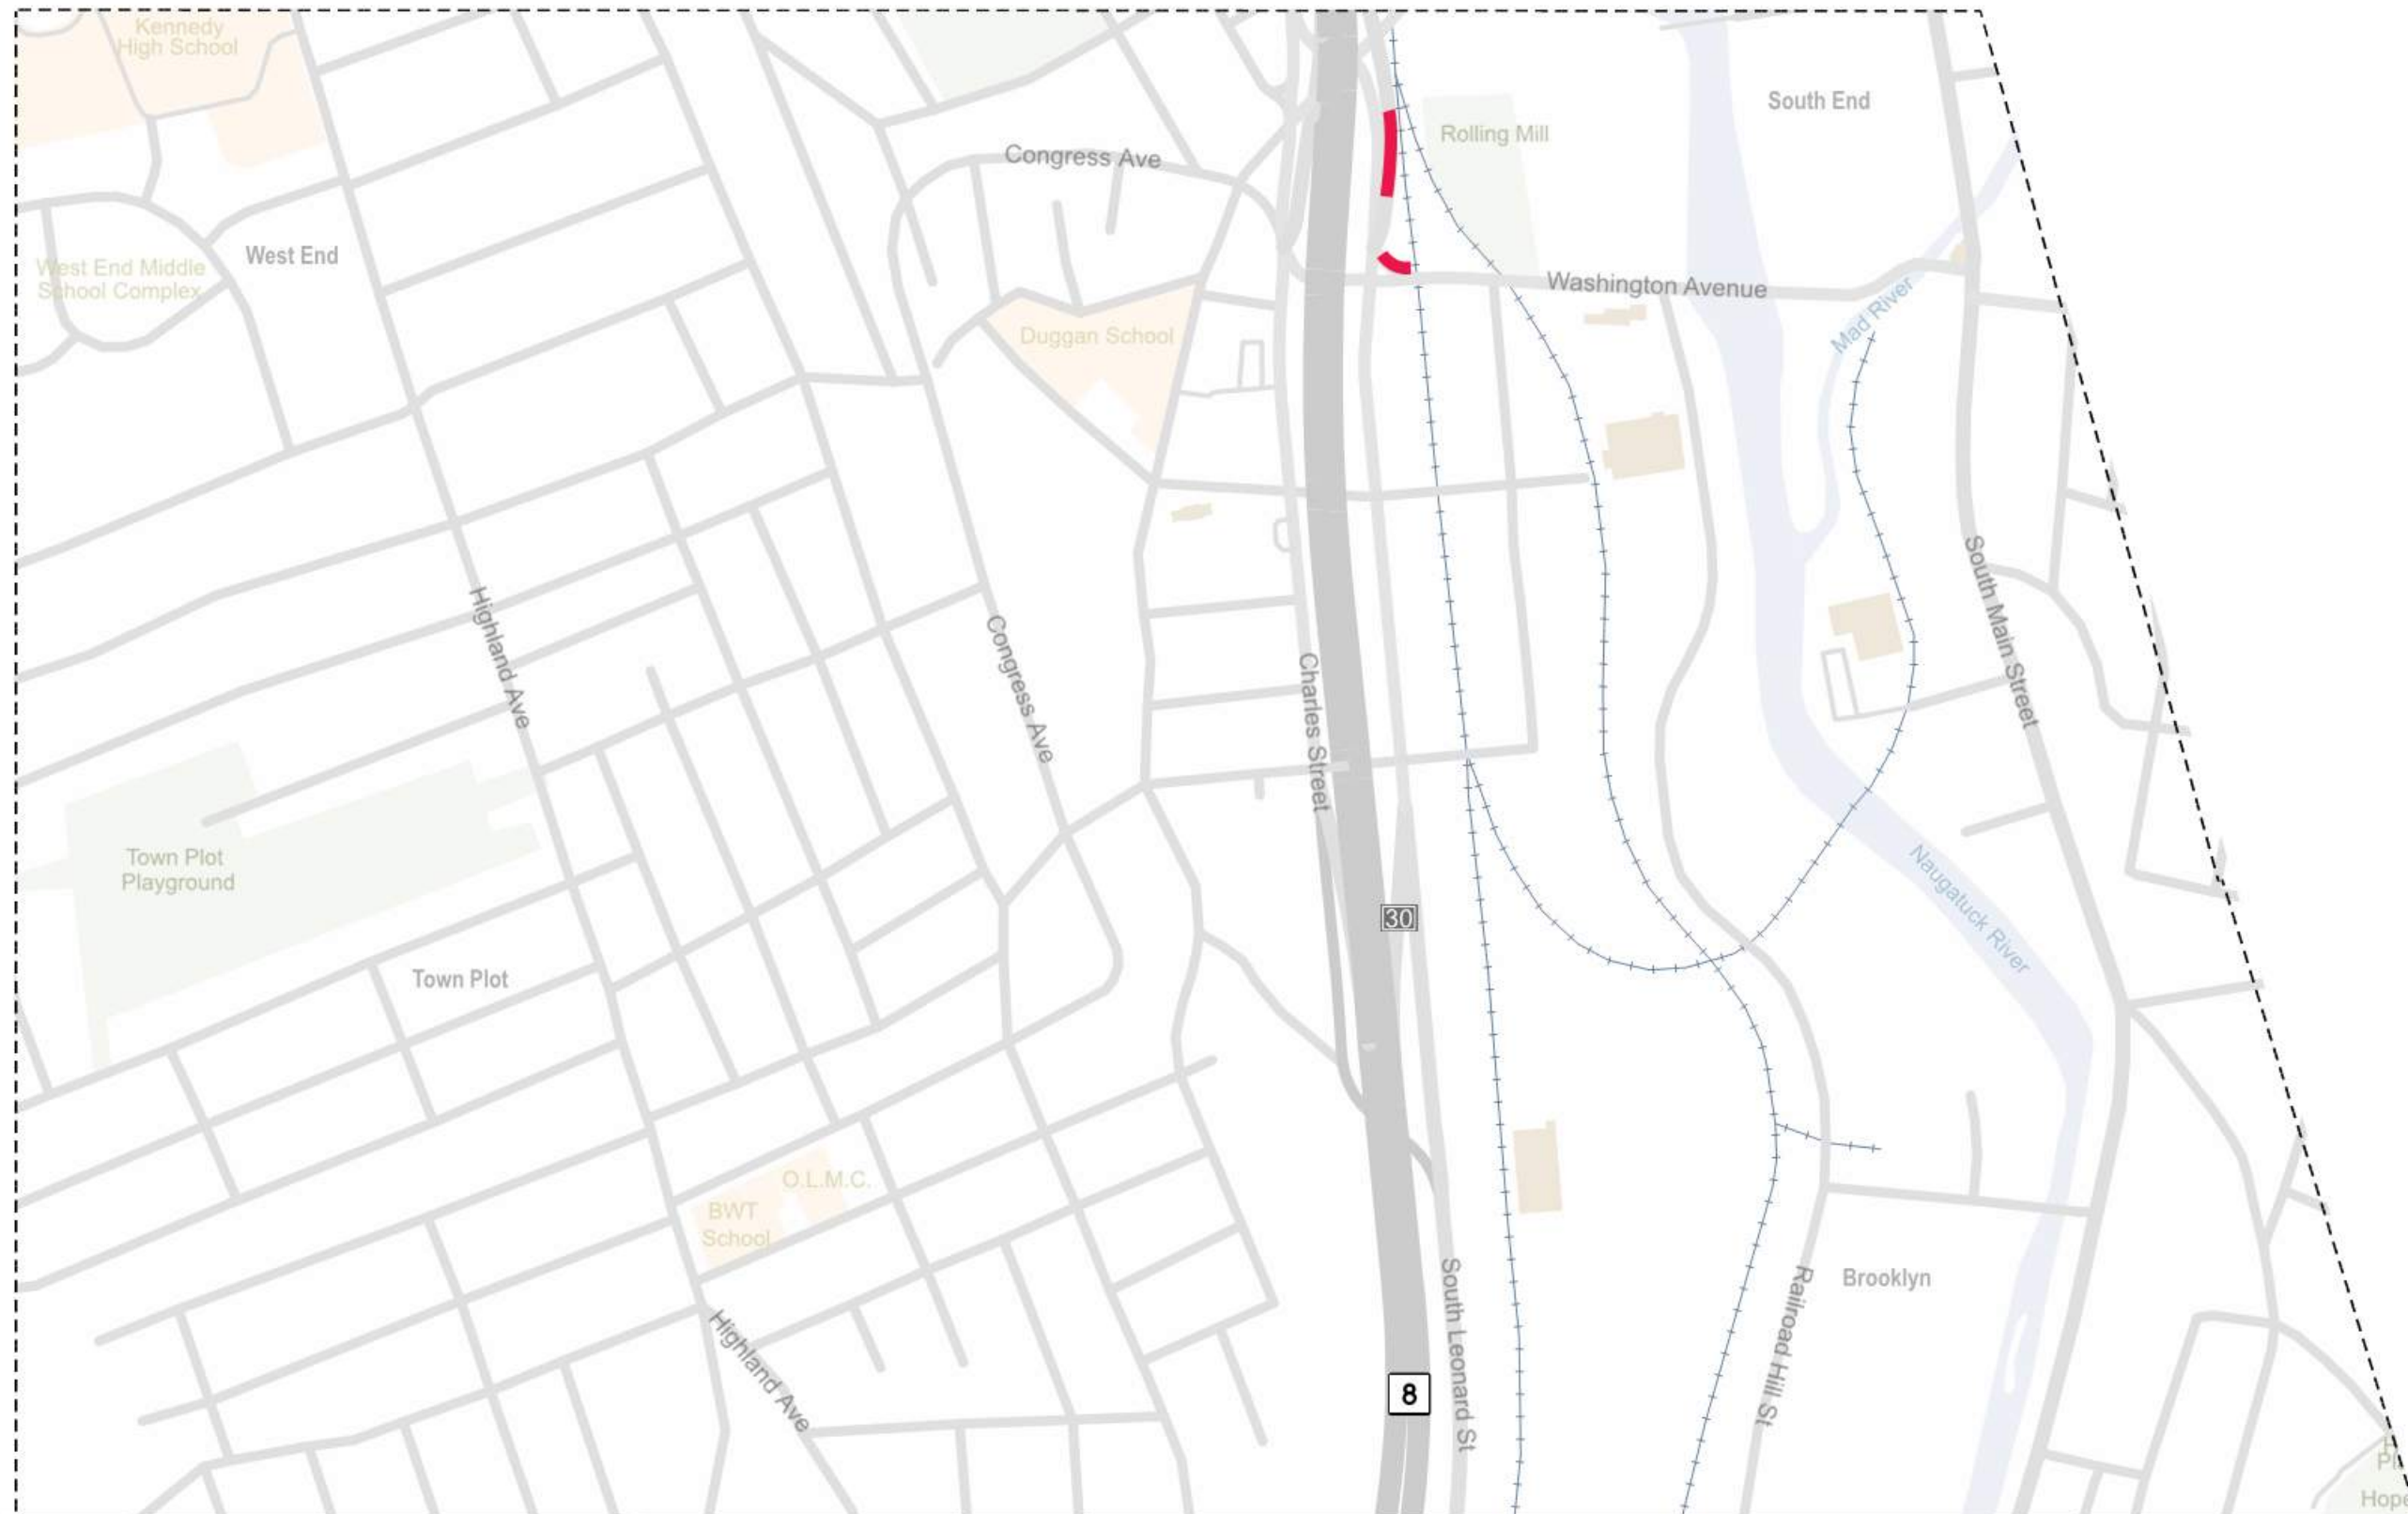 Kennedy
High School
South End
Rolling Mill
Congress Ave
West End
West End Middle
School Complex
Washington Avenue
Mad River
Duggan School
Highland Ave
Congress Ave
Charles Street
South Main Street
Town Plot
Playground
Naugatuck River
30
Town Plot
O.L.M.C.
BWT
School
Brooklyn
South Leonard St
Railroad Hill St
Highland Ave
8
Hope